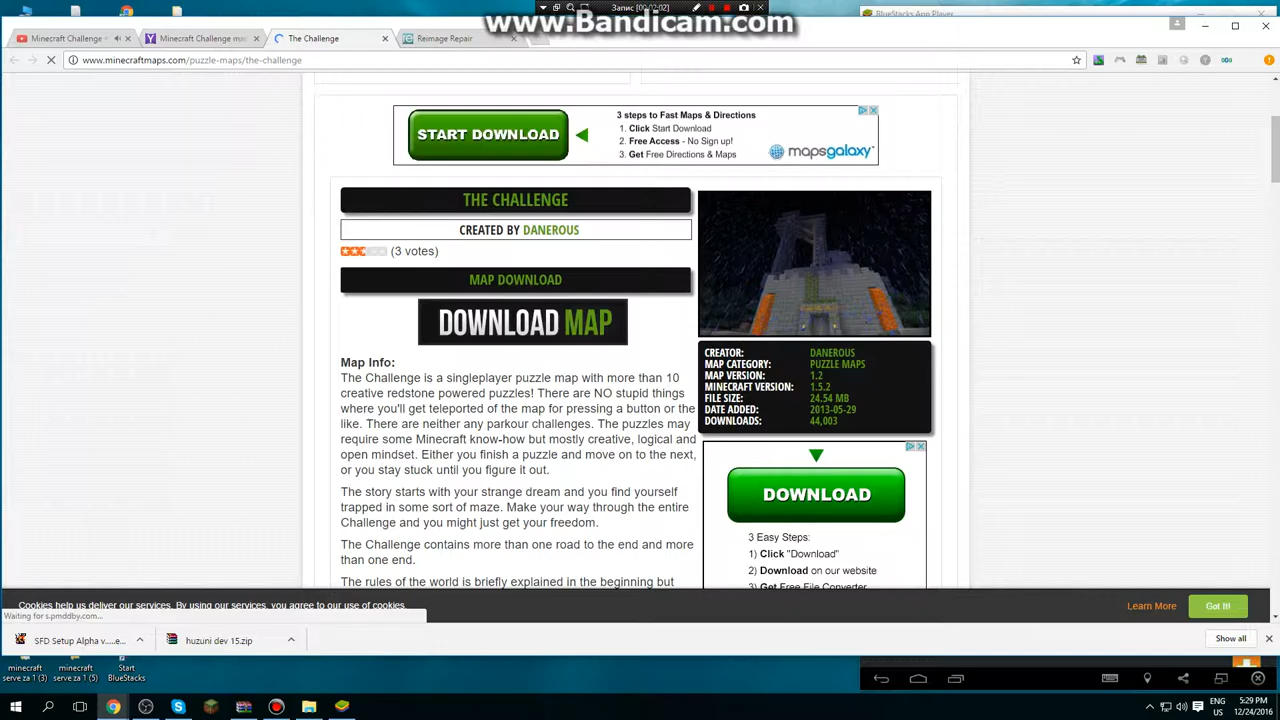 Запис [00:02:02]
BlueStacks App Player
www.Bandicam.com
Minecraft Challenge
Minecraft Challenge ma
The Challenge
Reimage Repair
www.minecraftmaps.com/puzzle-maps/the-challenge
START DOWNLOAD
3 steps to Fast Maps & Directions
1. Click Start Download
2. Free Access - No Sign up!
3. Get Free Directions & Maps
mapsgalaxy
THE CHALLENGE
CREATED BY DANEROUS
(3 votes)
MAP DOWNLOAD
DOWNLOAD MAP
Map Info:
The Challenge is a singleplayer puzzle map with more than 10
creative redstone powered puzzles! There are NO stupid things
where you'll get teleported of the map for pressing a button or the
like. There are neither any parkour challenges. The puzzles may
require some Minecraft know-how but mostly creative, logical and
open mindset. Either you finish a puzzle and move on to the next,
or you stay stuck until you figure it out.
The story starts with your strange dream and you find yourself
trapped in some sort of maze. Make your way through the entire
Challenge and you might just get your freedom.
The Challenge contains more than one road to the end and more
than one end.
The rules of the world is briefly explained in the beginning but
CREATOR: DANEROUS
MAP CATEGORY: PUZZLE MAPS
MAP VERSION: 1.2
MINECRAFT VERSION: 1.5.2
FILE SIZE: 24.54 MB
DATE ADDED: 2013-05-29
DOWNLOADS: 44,003
DOWNLOAD
3 Easy Steps:
1) Click "Download"
2) Download on our website
3) Get Free File Converter
Cookies help us deliver our services. By using our services, you agree to our use of cookies.
Learn More
Got It!
Waiting for s.pmddby.com...
SFD Setup Alpha v....e...
huzuni dev 15.zip
Show all
minecraft
serve za 1 (3)
minecraft
serve za 1 (5)
Start
BlueStacks
ENG
US
5:29 PM
12/24/2016